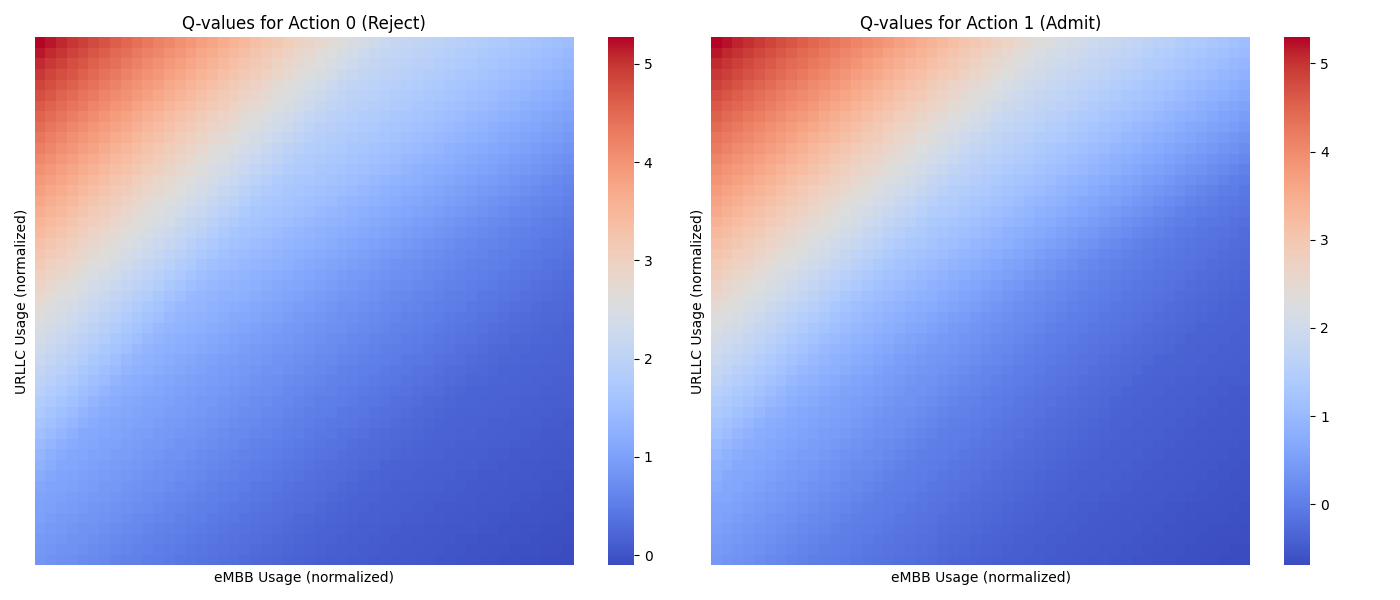 Q-values for Action 0 (Reject)
URLLC Usage (normalized)
eMBB Usage (normalized)
5
4
3
2
1
0
Q-values for Action 1 (Admit)
URLLC Usage (normalized)
eMBB Usage (normalized)
5
4
3
2
1
0